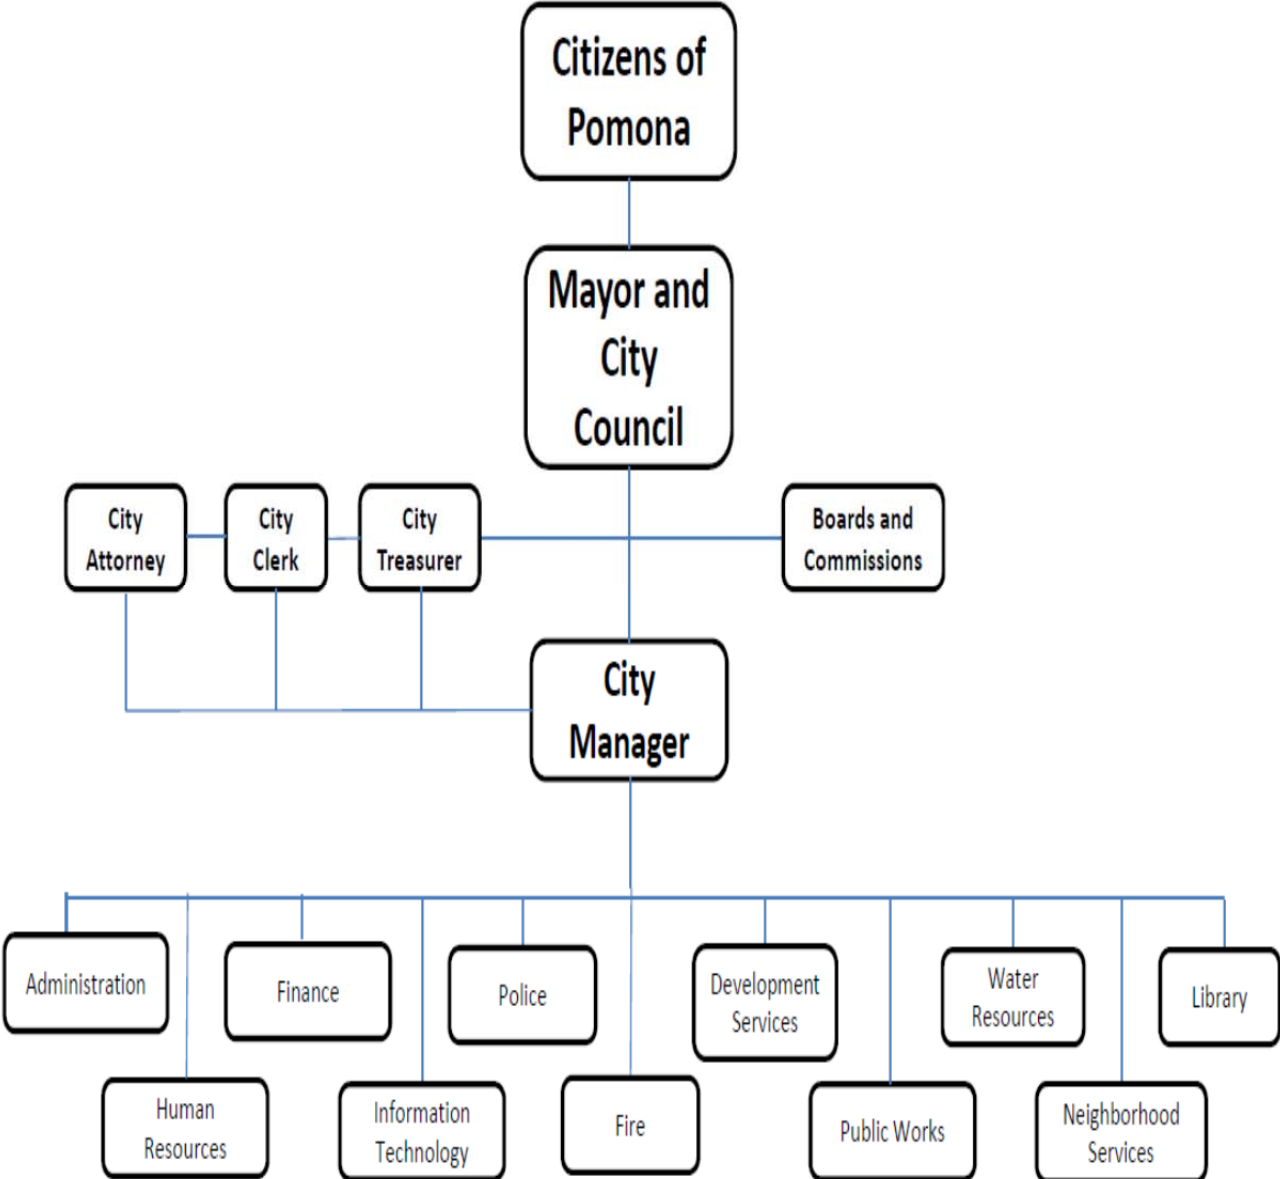 Citizens of
Pomona
Mayor and
City
Council
City
Attorney
City
Clerk
City
Treasurer
Boards and
Commissions
City
Manager
Administration
Finance
Police
Development
Services
Water
Resources
Library
Human
Resources
Information
Technology
Fire
Public Works
Neighborhood
Services